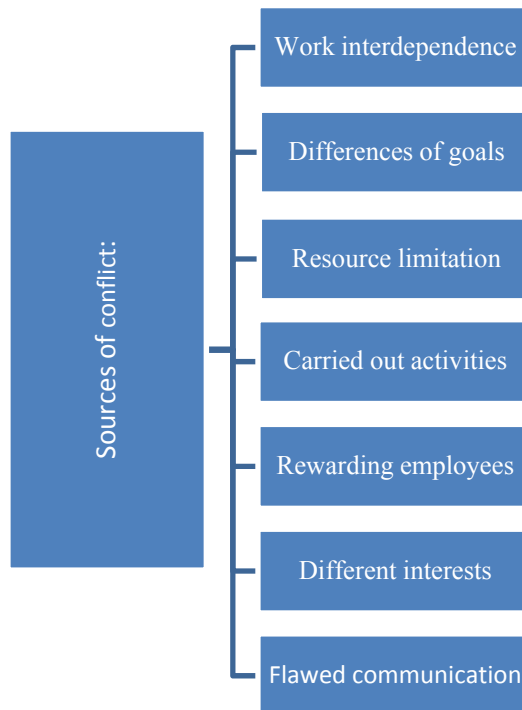 Sources of conflict:
Work interdependence
Differences of goals
Resource limitation
Carried out activities
Rewarding employees
Different interests
Flawed communication